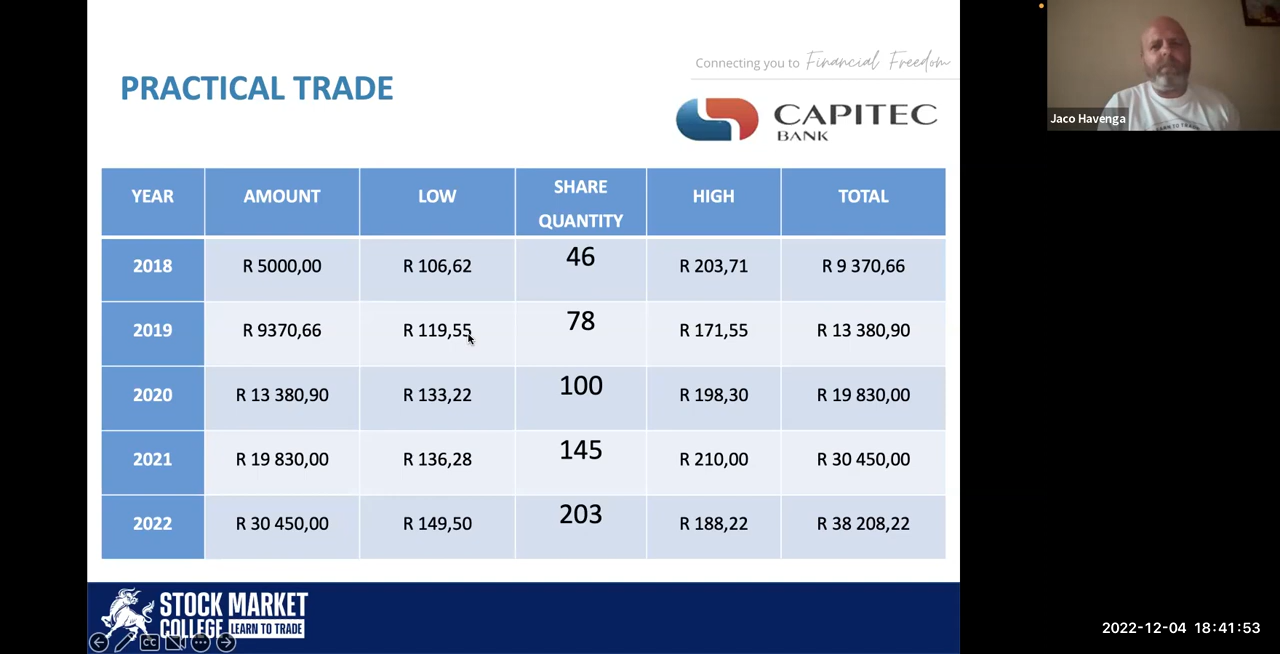 Connecting you to Financial Freedom
PRACTICAL TRADE
CAPITEC
BANK
Jaco Havenga
LEARN TO TRADE
YEAR AMOUNT LOW SHARE QUANTITY HIGH TOTAL
2018 R 5000,00 R 106,62 46 R 203,71 R 9 370,66
2019 R 9370,66 R 119,55 78 R 171,55 R 13 380,90
2020 R 13 380,90 R 133,22 100 R 198,30 R 19 830,00
2021 R 19 830,00 R 136,28 145 R 210,00 R 30 450,00
2022 R 30 450,00 R 149,50 203 R 188,22 R 38 208,22
STOCK MARKET
COLLEGE LEARN TO TRADE
CC
2022-12-04 18:41:53